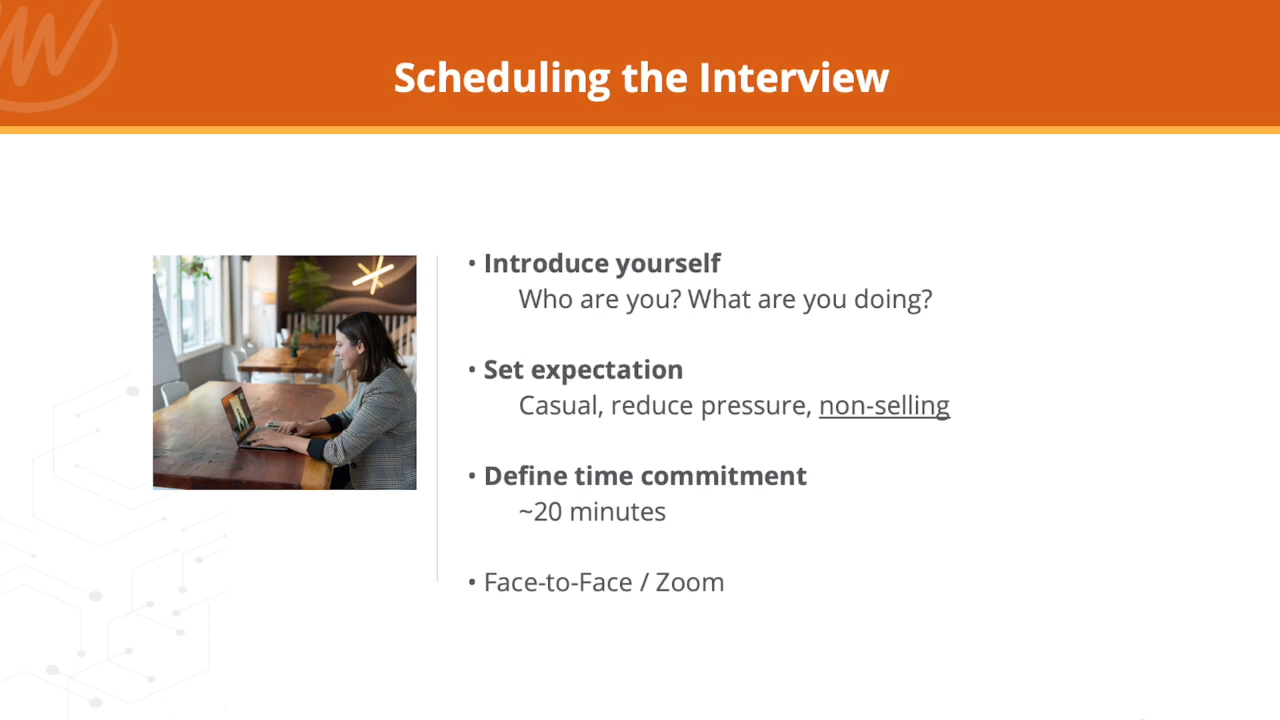 Scheduling the Interview
• Introduce yourself
Who are you? What are you doing?
• Set expectation
Casual, reduce pressure, non-selling
• Define time commitment
~20 minutes
• Face-to-Face / Zoom